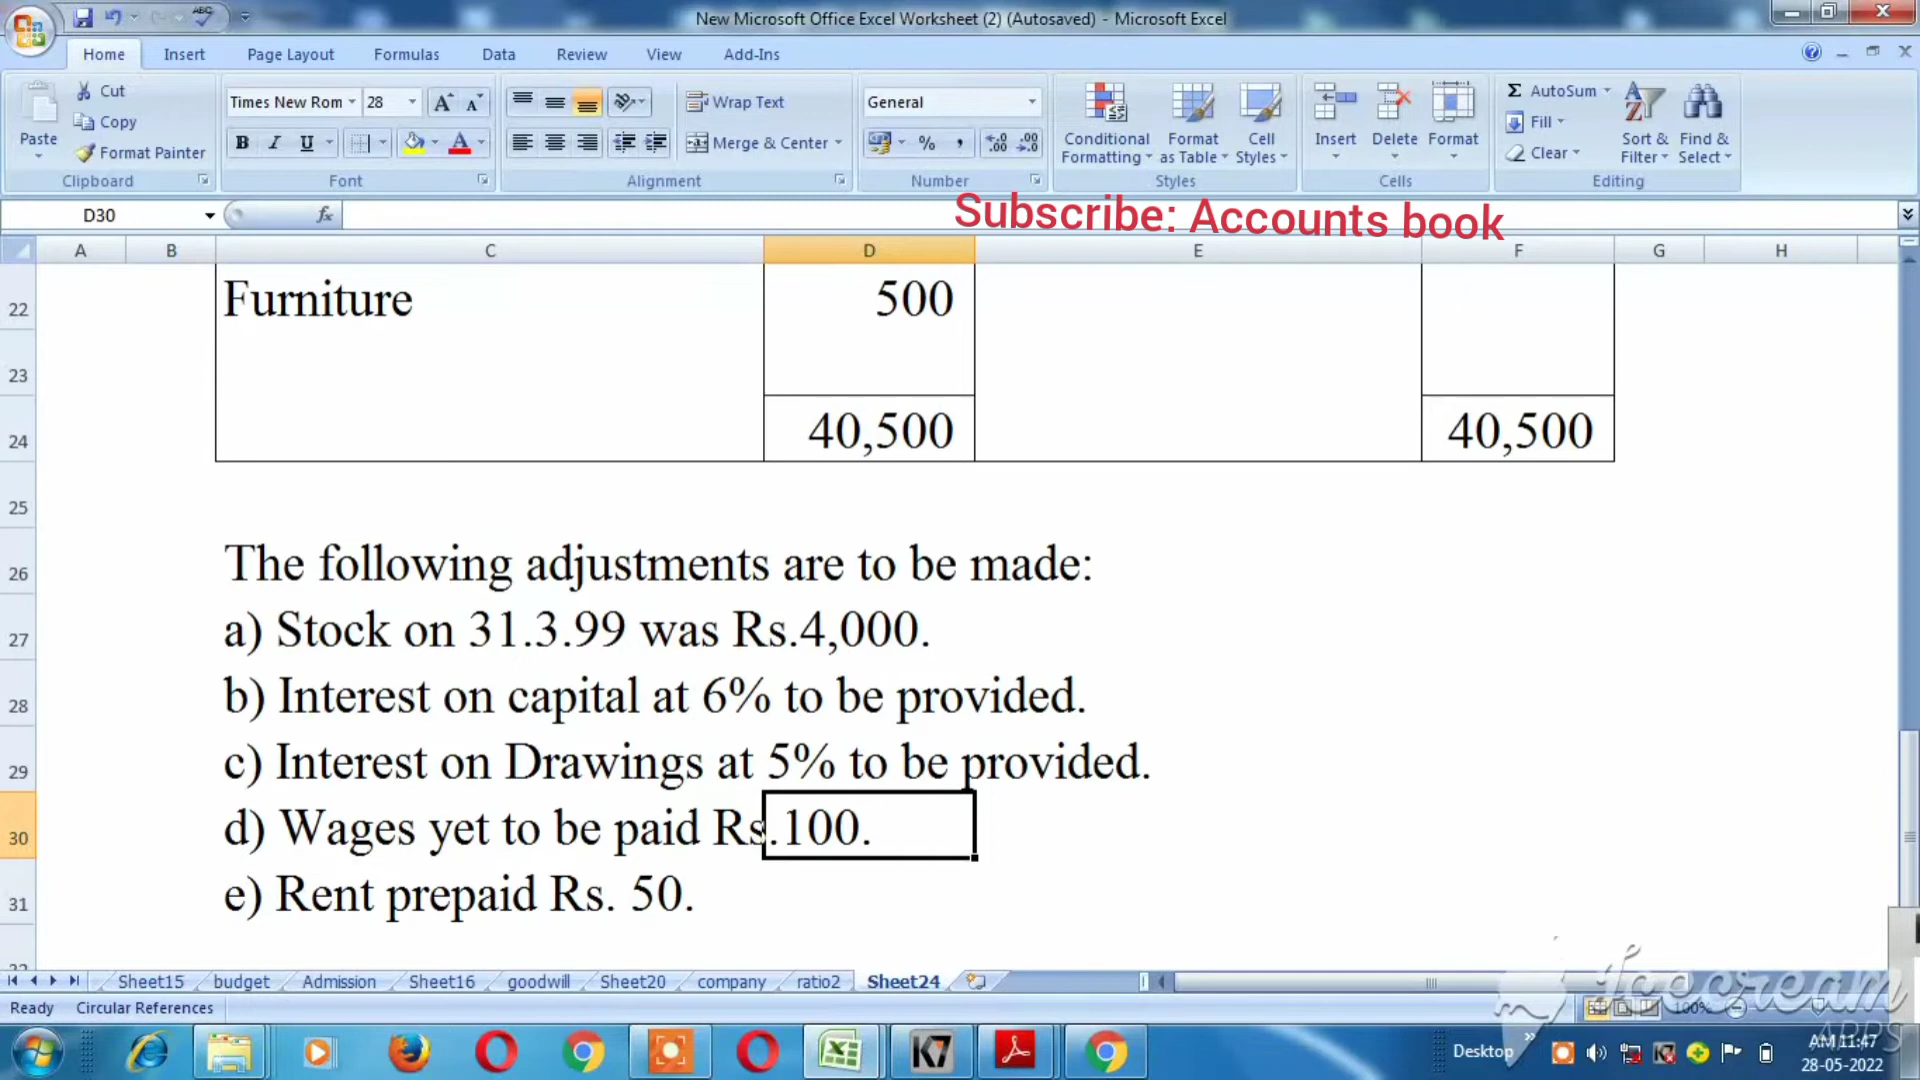 New Microsoft Office Excel Worksheet (2) (Autosaved) - Microsoft Excel
Home Insert Page Layout Formulas Data Review View Add-Ins
Paste
Cut
Copy
Format Painter
Clipboard
Times New Rom 28
B I U
Font
Wrap Text
Merge & Center
Alignment
General
Number
Conditional Formatting
Format as Table
Cell Styles
Styles
Insert
Delete
Format
Cells
Σ AutoSum
Fill
Clear
Sort & Filter
Find & Select
Editing
D30 fx
Subscribe: Accounts book
A B C D E F G H
22 Furniture 500
23
24 40,500 40,500
25
26 The following adjustments are to be made:
27 a) Stock on 31.3.99 was Rs.4,000.
28 b) Interest on capital at 6% to be provided.
29 c) Interest on Drawings at 5% to be provided.
30 d) Wages yet to be paid Rs.100.
31 e) Rent prepaid Rs. 50.
Sheet15 budget Admission Sheet16 goodwill Sheet20 company ratio2 Sheet24
Ready Circular References 100%
Icecream
APPS
Desktop
AM 11:47
28-05-2022